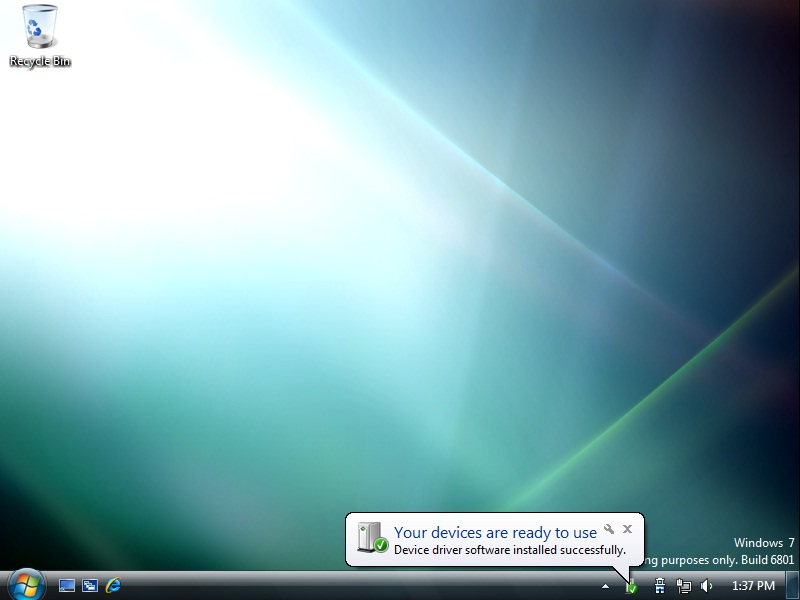 Recycle Bin
Your devices are ready to use
Device driver software installed successfully.
Windows 7
purposes only. Build 6801
1:37 PM